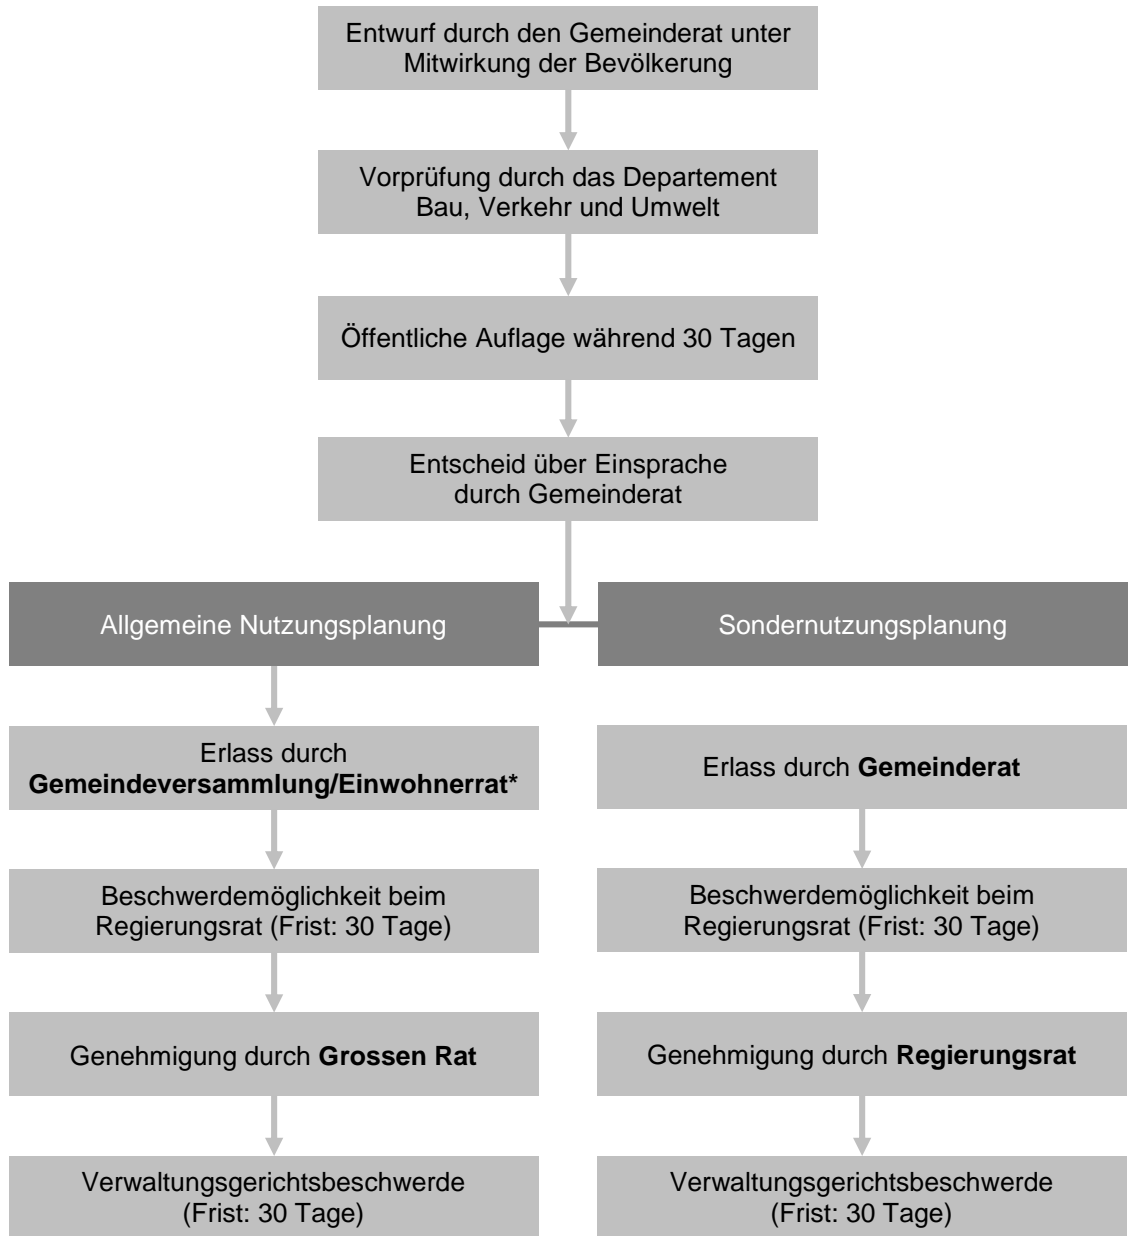 Entwurf durch den Gemeinderat unter
Mitwirkung der Bevölkerung
Vorprüfung durch das Departement
Bau, Verkehr und Umwelt
Öffentliche Auflage während 30 Tagen
Entscheid über Einsprache
durch Gemeinderat
Allgemeine Nutzungsplanung
Erlass durch
Gemeindeversammlung/Einwohnerrat*
Beschwerdemöglichkeit beim
Regierungsrat (Frist: 30 Tage)
Genehmigung durch Grossen Rat
Verwaltungsgerichtsbeschwerde
(Frist: 30 Tage)
Sondernutzungsplanung
Erlass durch Gemeinderat
Beschwerdemöglichkeit beim
Regierungsrat (Frist: 30 Tage)
Genehmigung durch Regierungsrat
Verwaltungsgerichtsbeschwerde
(Frist: 30 Tage)